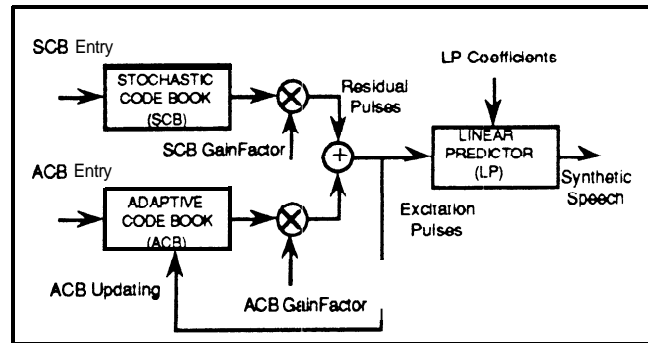 SCB Entry
STOCHASTIC
CODE BOOK
(SCB)
SCB GainFactor
Residual
Pulses
LP Coefficients
LINEAR
PREDICTOR
(LP)
Synthetic
Speech
+
ACB Entry
ADAPTIVE
CODE BOOK
(ACB)
Excitation
Pulses
ACB Updating
ACB GainFactor